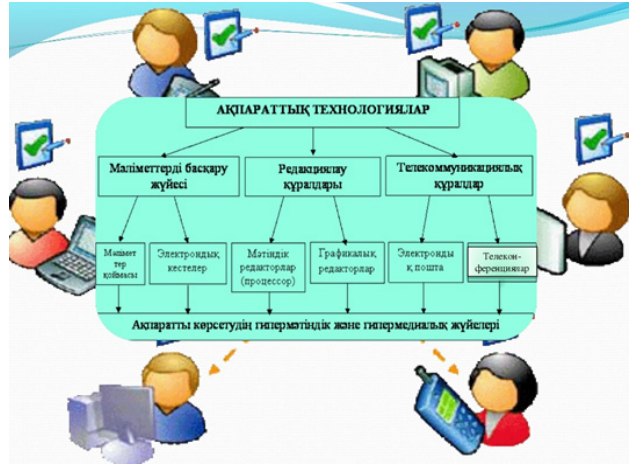 АҚПАРАТТЫҚ ТЕХНОЛОГИЯЛАР
Мәліметтерді басқару
жүйесі
Редакциялау
құралдары
Телекоммуникациялық
құралдар
Мәлімет
тер
қоймасы
Электрондық
кестелер
Мәтіндік
редакторлар
(процессор)
Графикалық
редакторлар
Электронды
қ пошта
Телекон-
ференциялар
Ақпаратты көрсетудің гипермәтіндік және гипермедиалық жүйелері